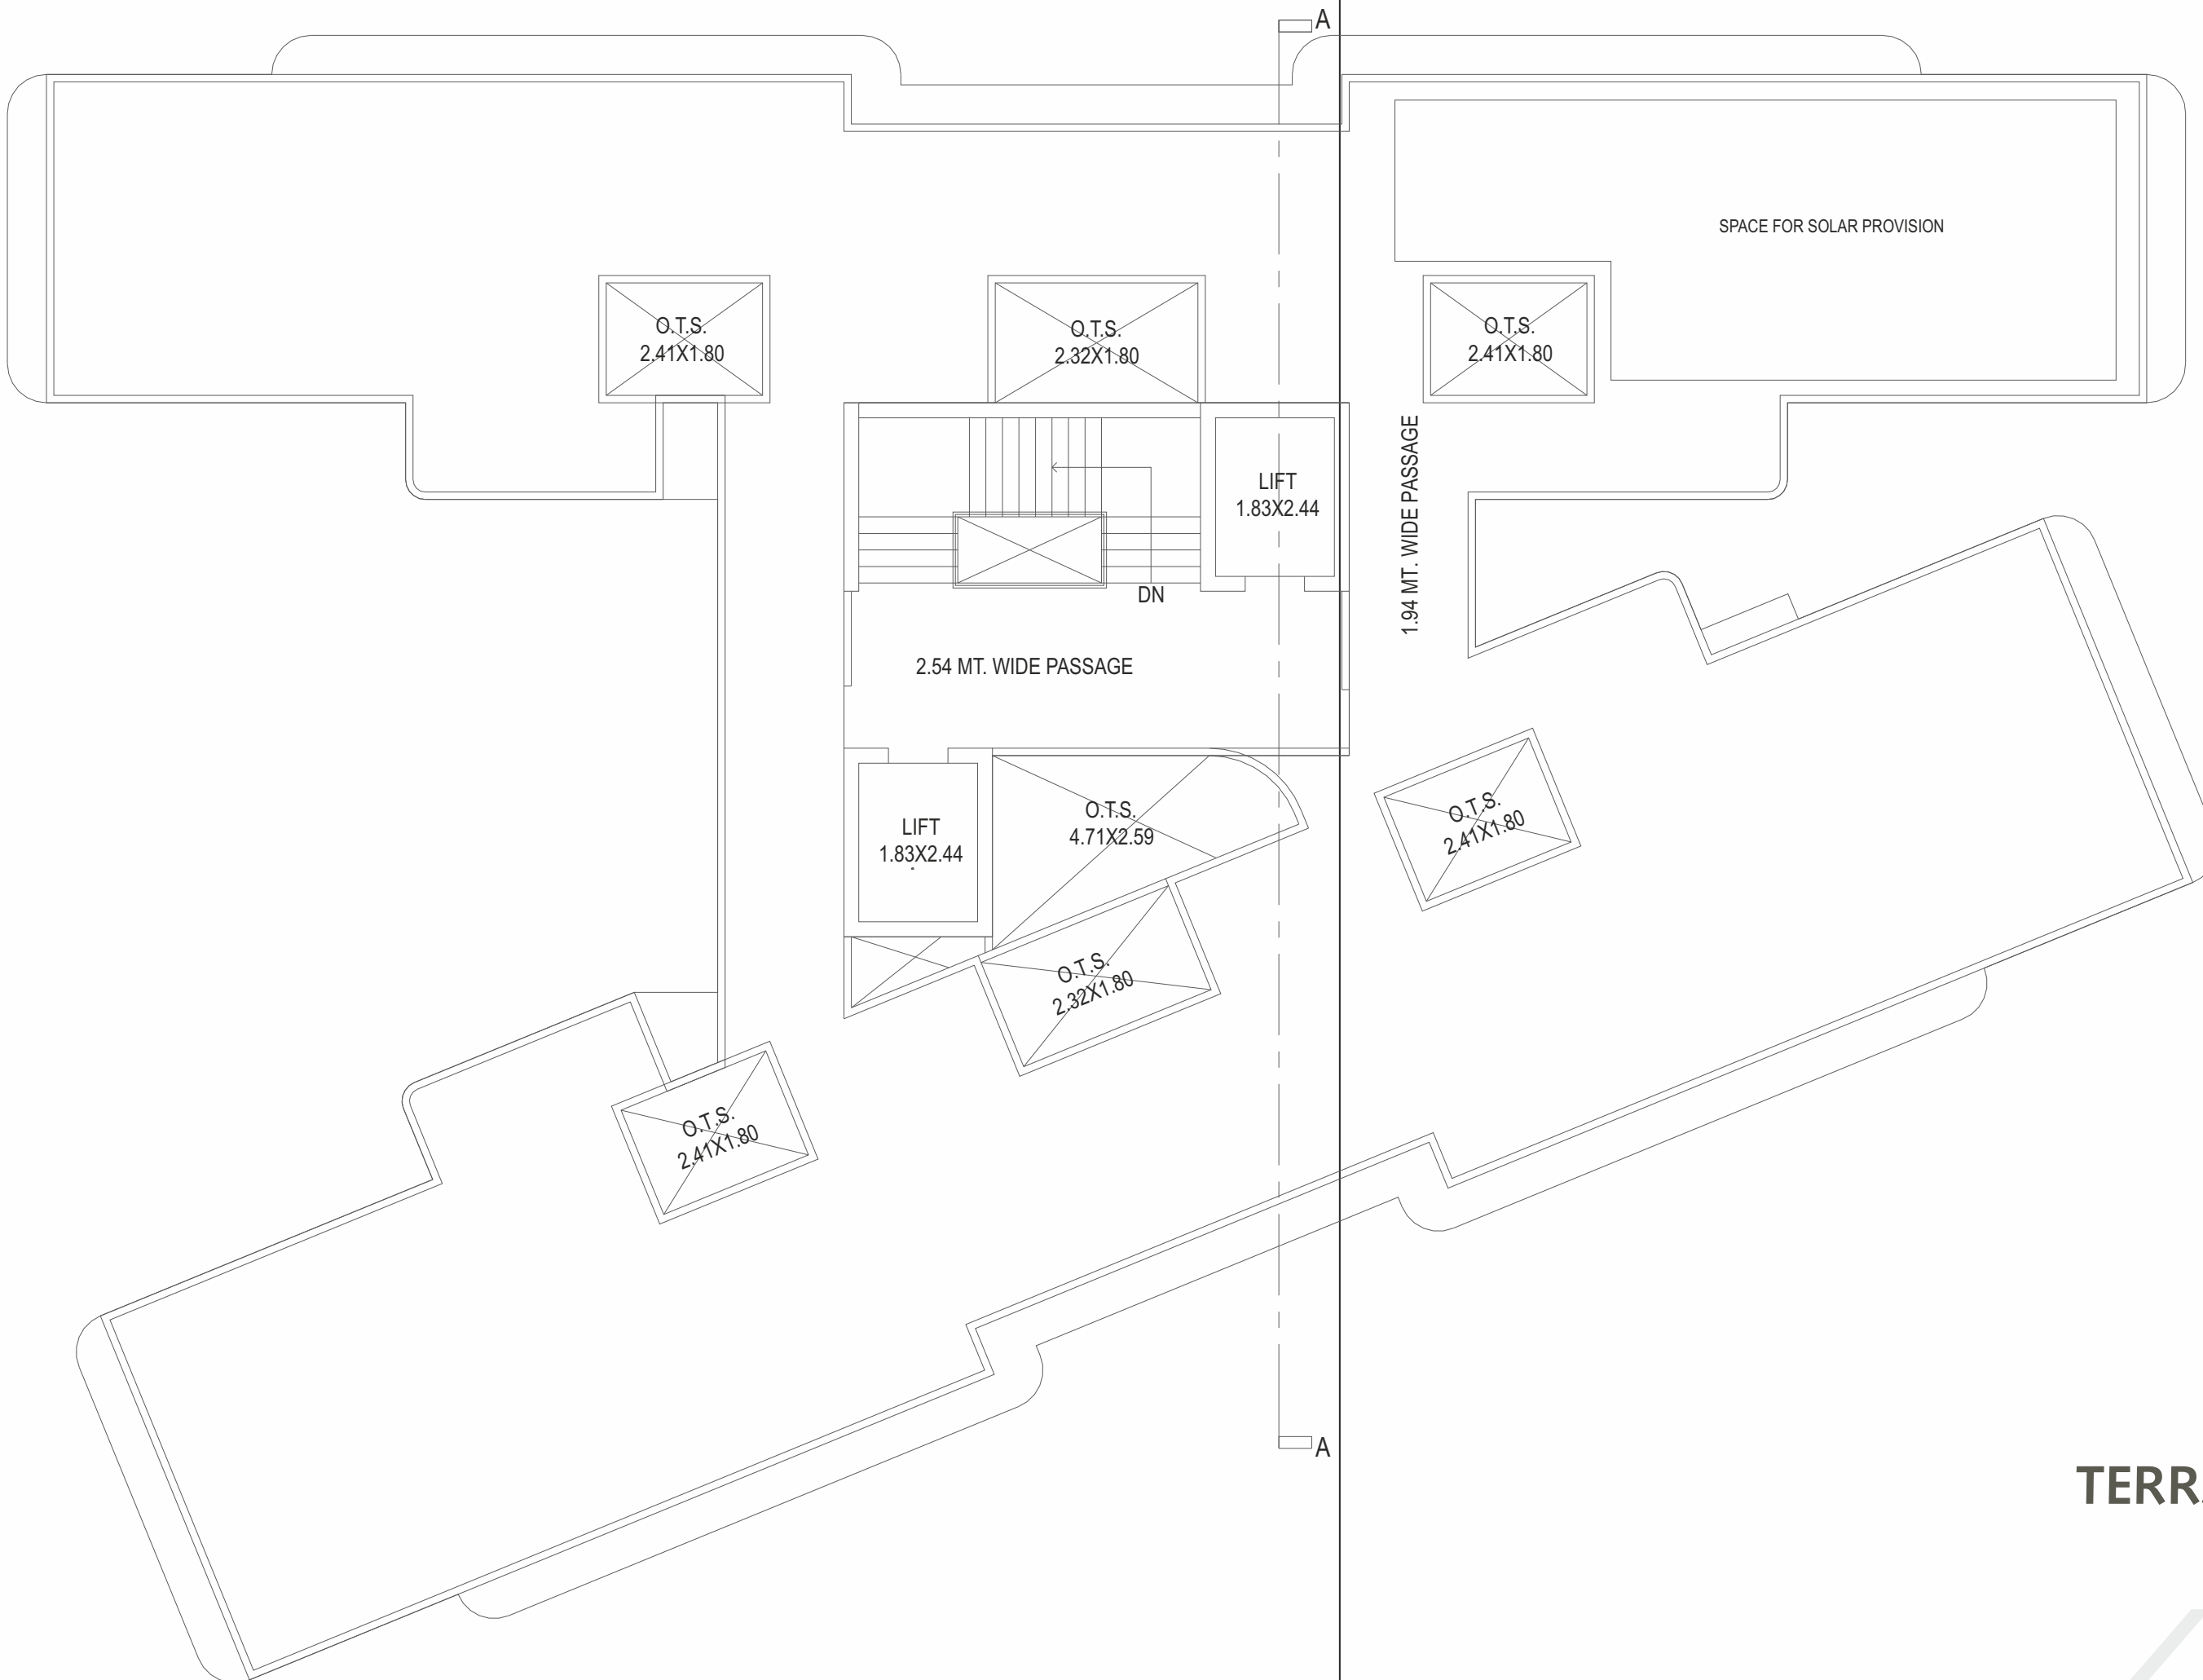 A
SPACE FOR SOLAR PROVISION
O.T.S.
2.41X1.80
O.T.S.
2.32X1.80
O.T.S.
2.41X1.80
LIFT
1.83X2.44
1.94 MT. WIDE PASSAGE
DN
2.54 MT. WIDE PASSAGE
O.T.S.
4.71X2.59
O.T.S.
2.41X1.80
LIFT
1.83X2.44
O.T.S.
2.32X1.80
O.T.S.
2.41X1.80
A